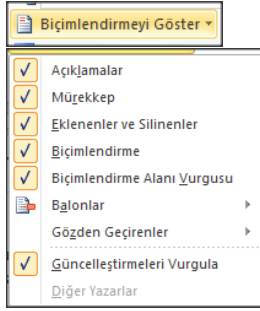 Biçimlendirmeyi Göster
Açıklamalar
Mürekkep
Eklenenler ve Silinenler
Biçimlendirme
Biçimlendirme Alanı Vurgusu
Balonlar
Gözden Geçirenler
Güncelleştirmeleri Vurgula
Diğer Yazarlar